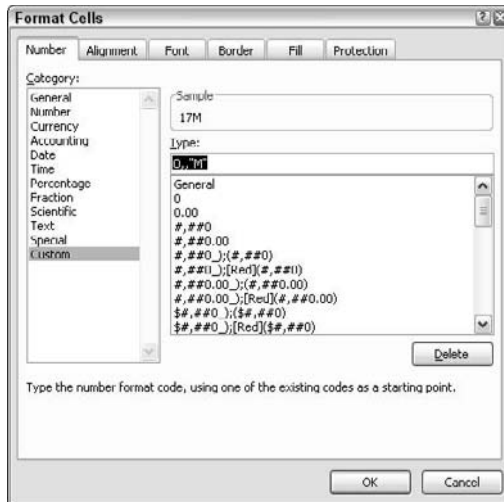 Format Cells
Number Alignment Font Border Fill Protection
Category:
General
Number
Currency
Accounting
Date
Time
Percentage
Fraction
Scientific
Text
Special
Custom
Sample
17M
Type:
0,,"M"
General
0
0.00
#,##0
#,##0.00
#,##0_);(#,##0)
#,##0_);[Red](#,##0)
#,##0.00_);(#,##0.00)
#,##0.00_);[Red](#,##0.00)
$#,##0_);($#,##0)
$#,##0_);[Red]($#,##0)
Delete
Type the number format code, using one of the existing codes as a starting point.
OK Cancel